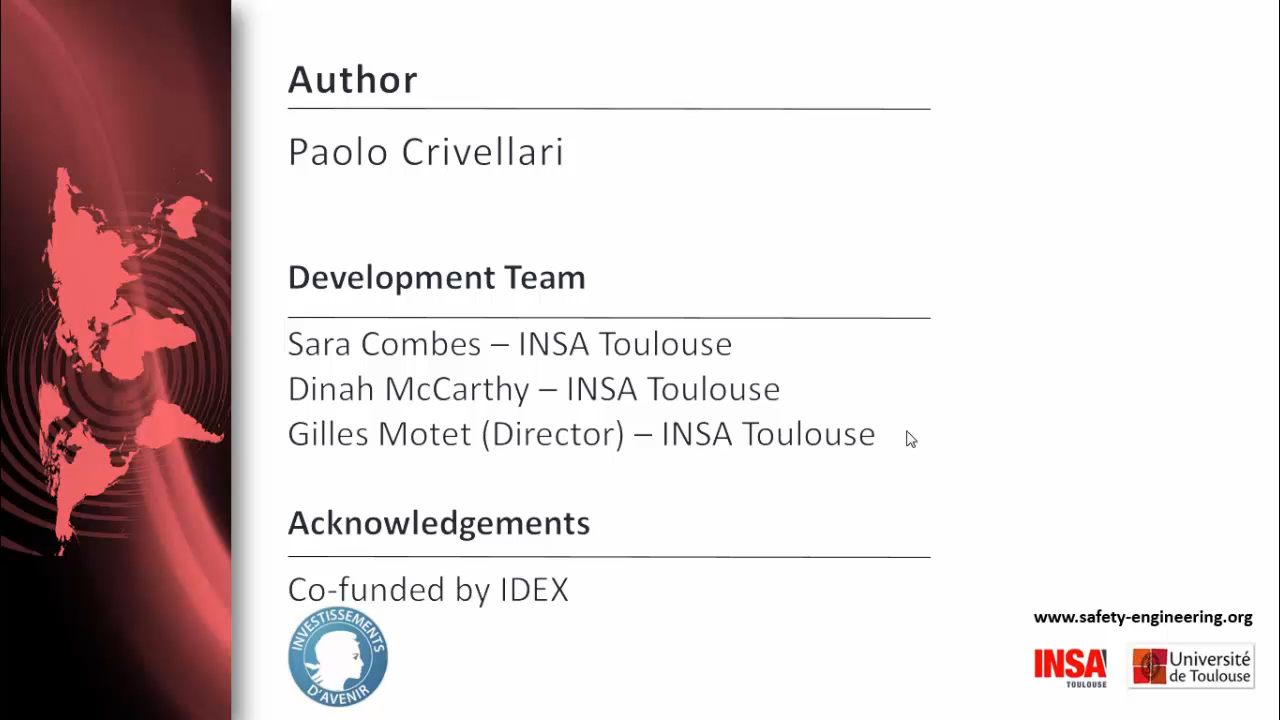 Author
Paolo Crivellari
Development Team
Sara Combes – INSA Toulouse
Dinah McCarthy – INSA Toulouse
Gilles Motet (Director) – INSA Toulouse
Acknowledgements
Co-funded by IDEX
INVESTISSEMENTS
D'AVENIR
www.safety-engineering.org
INSA
TOULOUSE
Université
de Toulouse